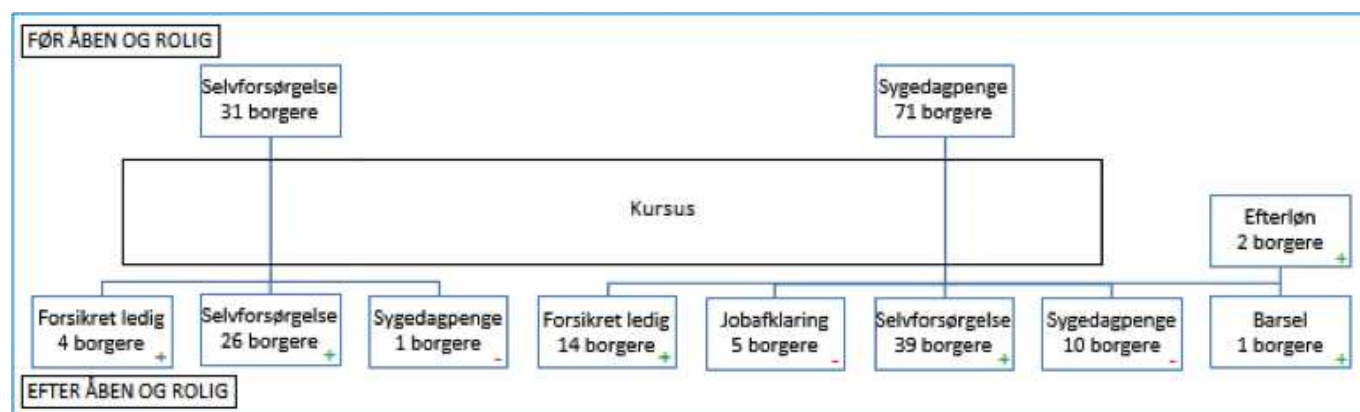 FØR ÅBEN OG ROLIG
Selvforsørgelse
31 borgere
Sygedagpenge
71 borgere
Kursus
Efterløn
2 borgere
+
Forsikret ledig
4 borgere
+
Selvforsørgelse
26 borgere
+
Sygedagpenge
1 borgere
-
Forsikret ledig
14 borgere
+
Jobafklaring
5 borgere
-
Selvforsørgelse
39 borgere
+
Sygedagpenge
10 borgere
-
Barsel
1 borgere
+
EFTER ÅBEN OG ROLIG